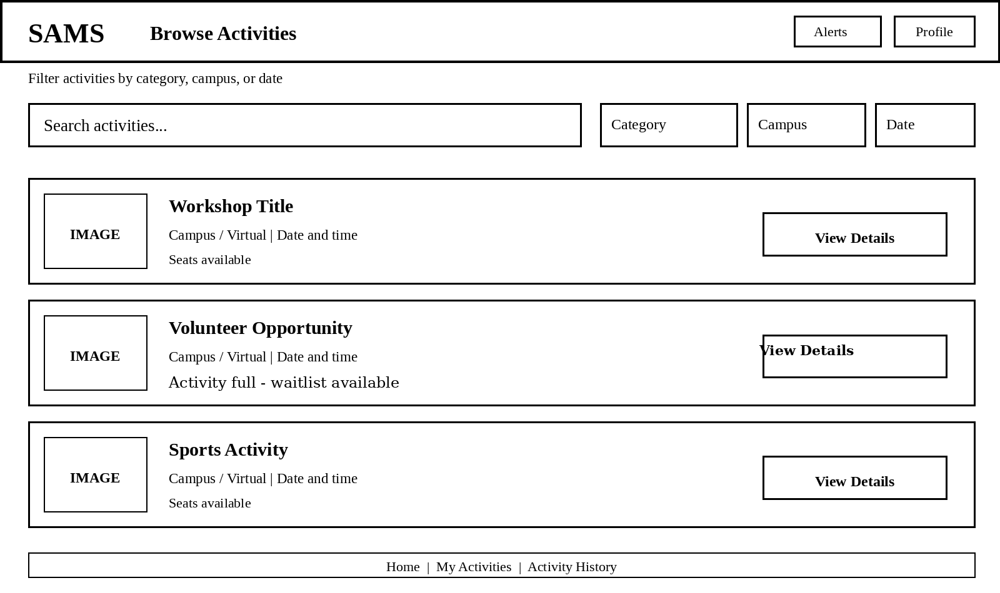 SAMS Browse Activities Alerts Profile
Filter activities by category, campus, or date
Search activities... Category Campus Date
IMAGE
Workshop Title
Campus / Virtual | Date and time
Seats available
View Details
IMAGE
Volunteer Opportunity
Campus / Virtual | Date and time
Activity full - waitlist available
View Details
IMAGE
Sports Activity
Campus / Virtual | Date and time
Seats available
View Details
Home | My Activities | Activity History